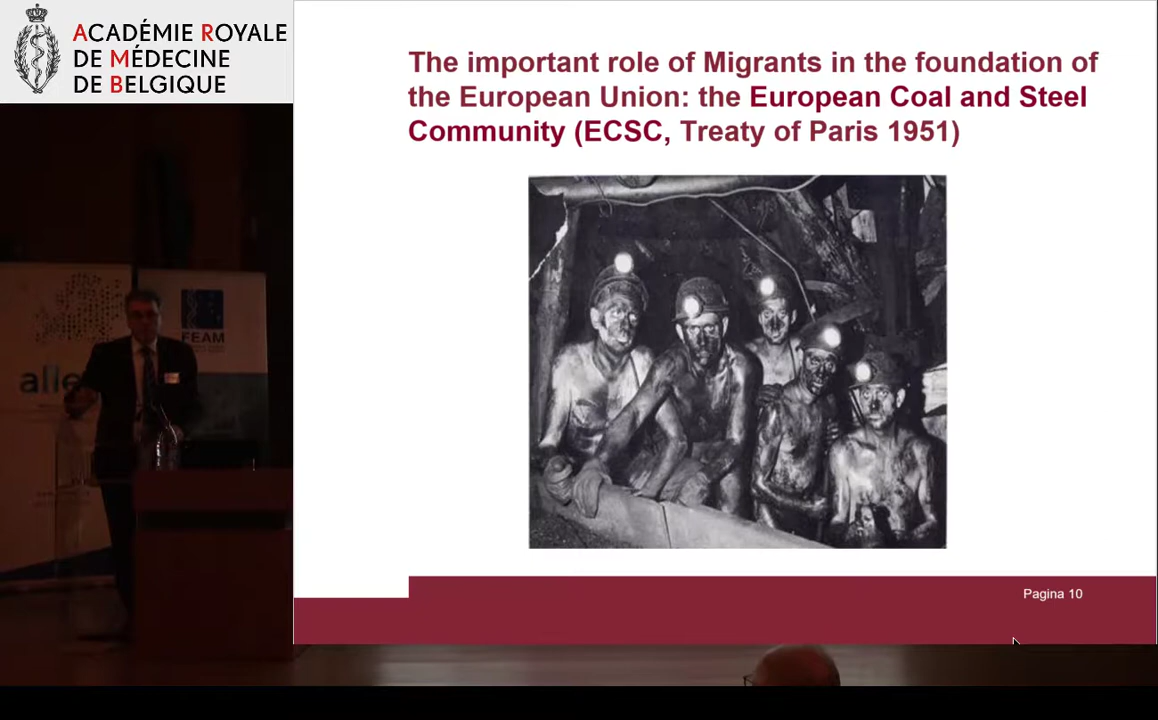 ACADÉMIE ROYALE
DE MÉDECINE
DE BELGIQUE
The important role of Migrants in the foundation of
the European Union: the European Coal and Steel
Community (ECSC, Treaty of Paris 1951)
FEAM
Pagina 10